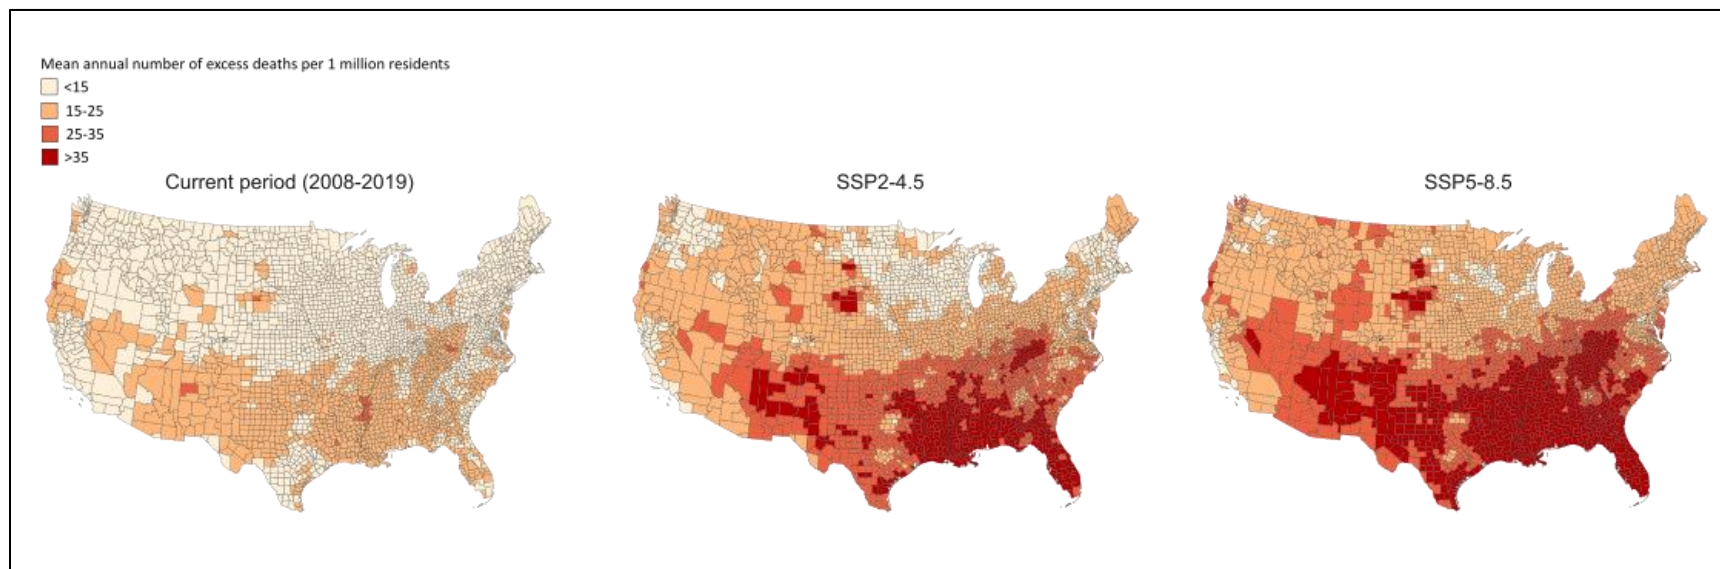 Mean annual number of excess deaths per 1 million residents
<15
15-25
25-35
>35
Current period (2008-2019)
SSP2-4.5
SSP5-8.5